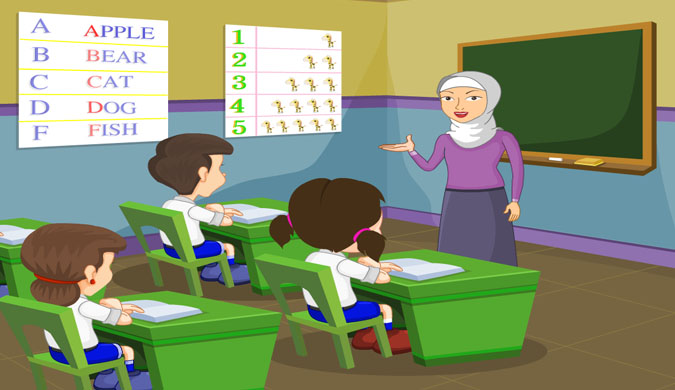 A APPLE
B BEAR
C CAT
D DOG
F FISH
1
2
3
4
5